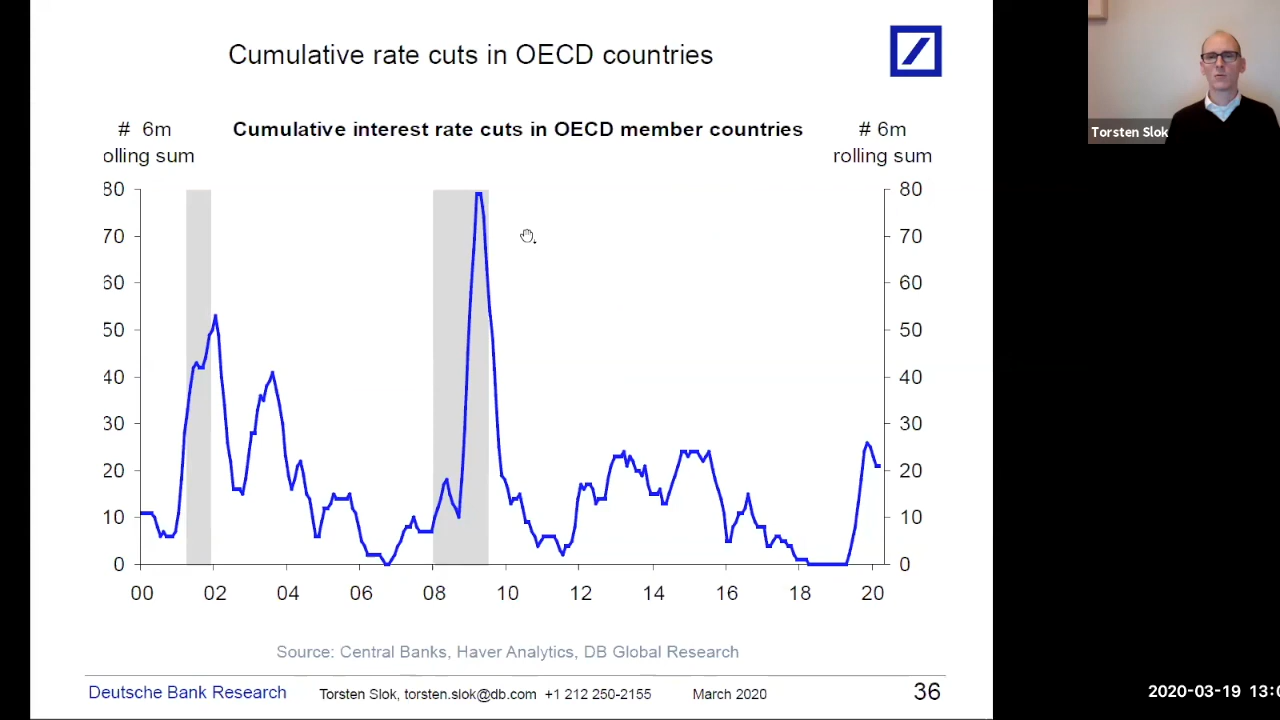 Cumulative rate cuts in OECD countries
# 6m
olling sum
Cumulative interest rate cuts in OECD member countries
# 6m
rolling sum
80
70
60
50
40
30
20
10
0
80
70
60
50
40
30
20
10
0
00 02 04 06 08 10 12 14 16 18 20
Source: Central Banks, Haver Analytics, DB Global Research
Deutsche Bank Research Torsten Slok, torsten.slok@db.com +1 212 250-2155 March 2020 36
Torsten Slok
2020-03-19 13:0